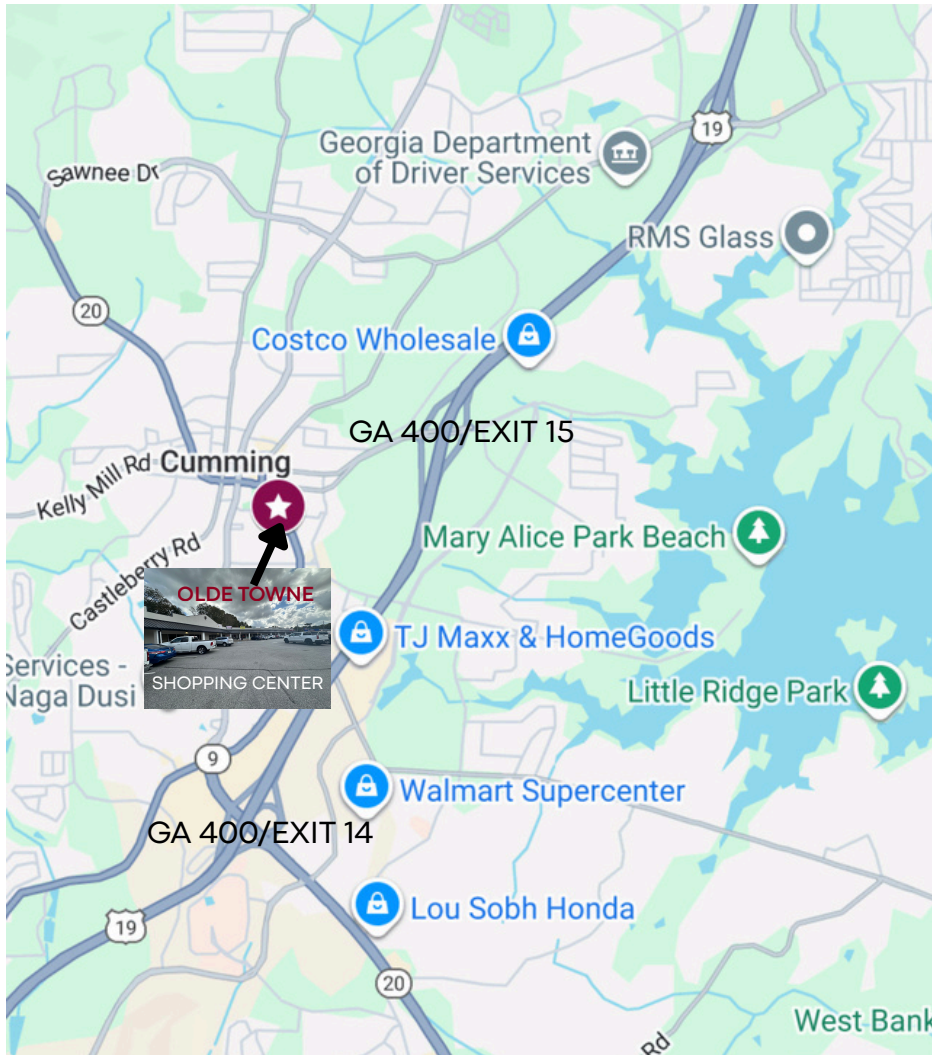 19
Georgia Department
of Driver Services
Sawnee Dr
RMS Glass
20
Costco Wholesale
GA 400/EXIT 15
Kelly Mill Rd
Cumming
Mary Alice Park Beach
Castleberry Rd
OLDE TOWNE
SHOPPING CENTER
TJ Maxx & HomeGoods
Services -
Naga Dusi
Little Ridge Park
9
Walmart Supercenter
GA 400/EXIT 14
Lou Sobh Honda
19
20
West Bank
Rd